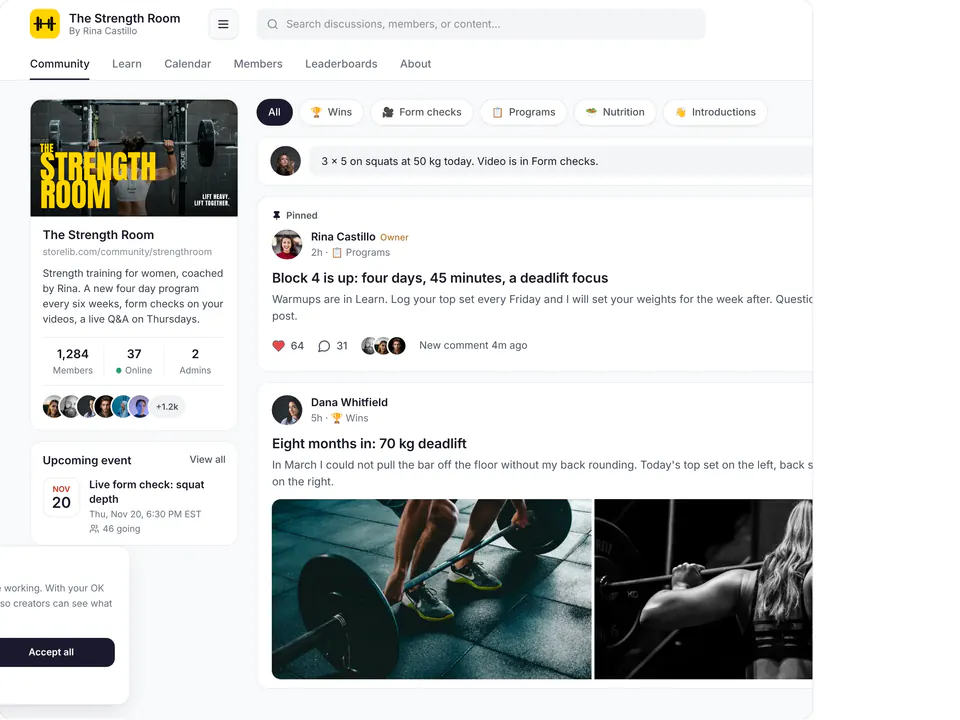 The Strength Room
By Rina Castillo
Search discussions, members, or content...
Community
Learn
Calendar
Members
Leaderboards
About
THE
STRENGTH
ROOM
LIFT HEAVY.
LIFT TOGETHER.
The Strength Room
storelib.com/community/strengthroom
Strength training for women, coached
by Rina. A new four day program
every six weeks, form checks on your
videos, a live Q&A on Thursdays.
1,284
Members
37
Online
2
Admins
+1.2k
Upcoming event
View all
NOV
20
Live form check: squat
depth
Thu, Nov 20, 6:30 PM EST
46 going
working. With your OK
so creators can see what
Accept all
All
🏆 Wins
🎥 Form checks
📋 Programs
🥗 Nutrition
👋 Introductions
3 × 5 on squats at 50 kg today. Video is in Form checks.
Pinned
Rina Castillo Owner
2h · 📋 Programs
Block 4 is up: four days, 45 minutes, a deadlift focus
Warmups are in Learn. Log your top set every Friday and I will set your weights for the week after.
post.
64
31
New comment 4m ago
Dana Whitfield
5h · 🏆 Wins
Eight months in: 70 kg deadlift
In March I could not pull the bar off the floor without my back rounding. Today's top set on the left, back
on the right.